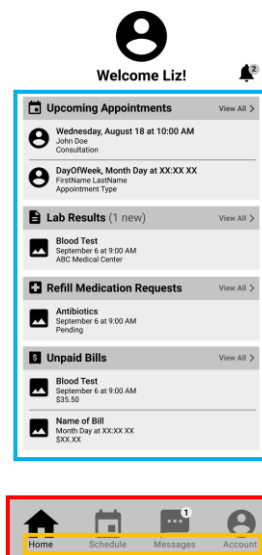 Welcome Liz!
2
Upcoming Appointments View All >
Wednesday, August 18 at 10:00 AM
John Doe
Consultation
DayOfWeek, Month Day at XX:XX XX
FirstName LastName
Appointment Type
Lab Results (1 new) View All >
Blood Test
September 6 at 9:00 AM
ABC Medical Center
Refill Medication Requests View All >
Antibiotics
September 6 at 9:00 AM
Pending
$ Unpaid Bills View All >
Blood Test
September 6 at 9:00 AM
$35.50
Name of Bill
Month Day at XX:XX XX
$XX.XX
1
Home Schedule Messages Account